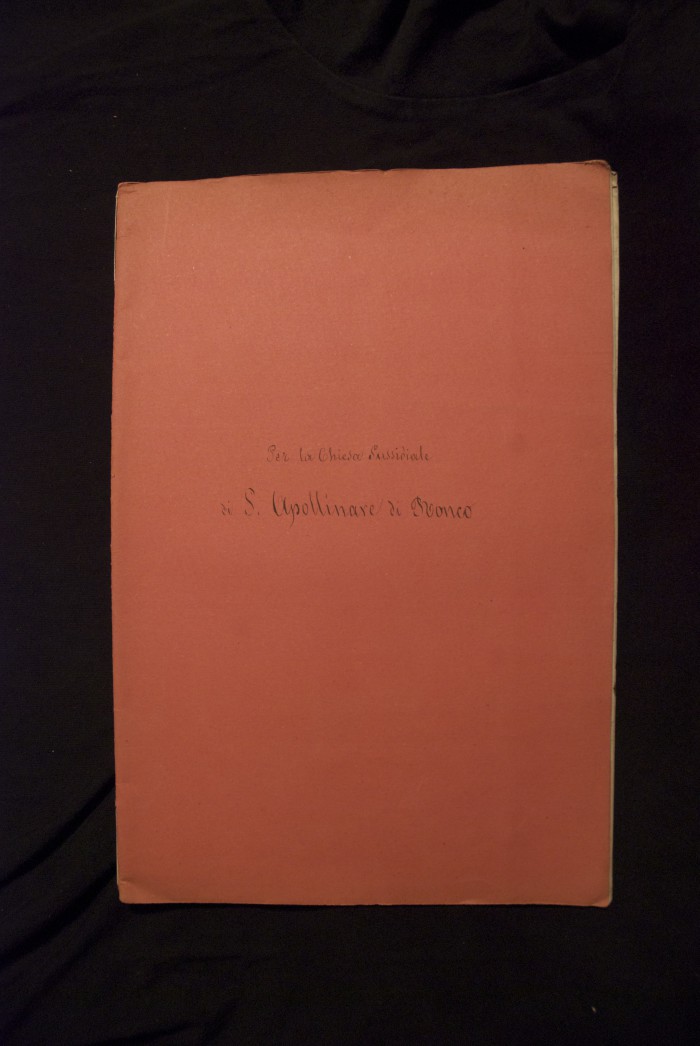 Per la Chiesa Sussidiale
di S. Apollinare di Ronco